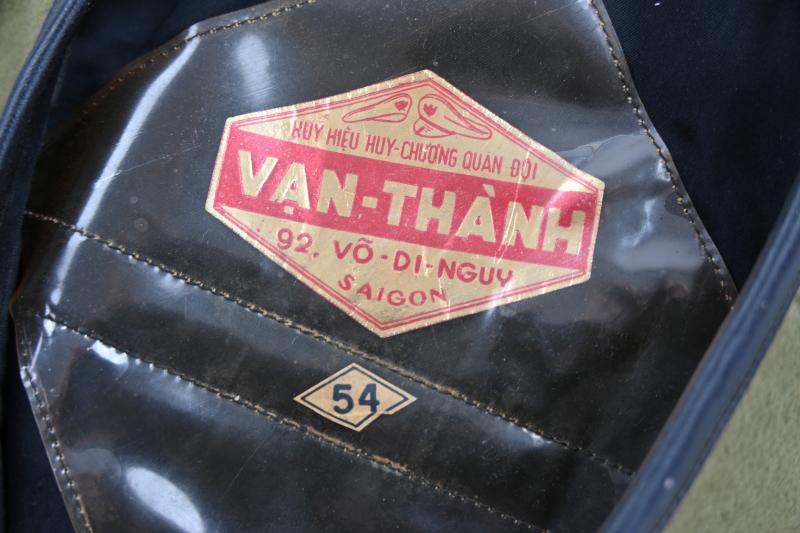 HUY HIỆU HUY-CHƯƠNG QUÂN-ĐỘI
VẠN-THÀNH
92. VÕ-DI-NGUY
SAIGON
54